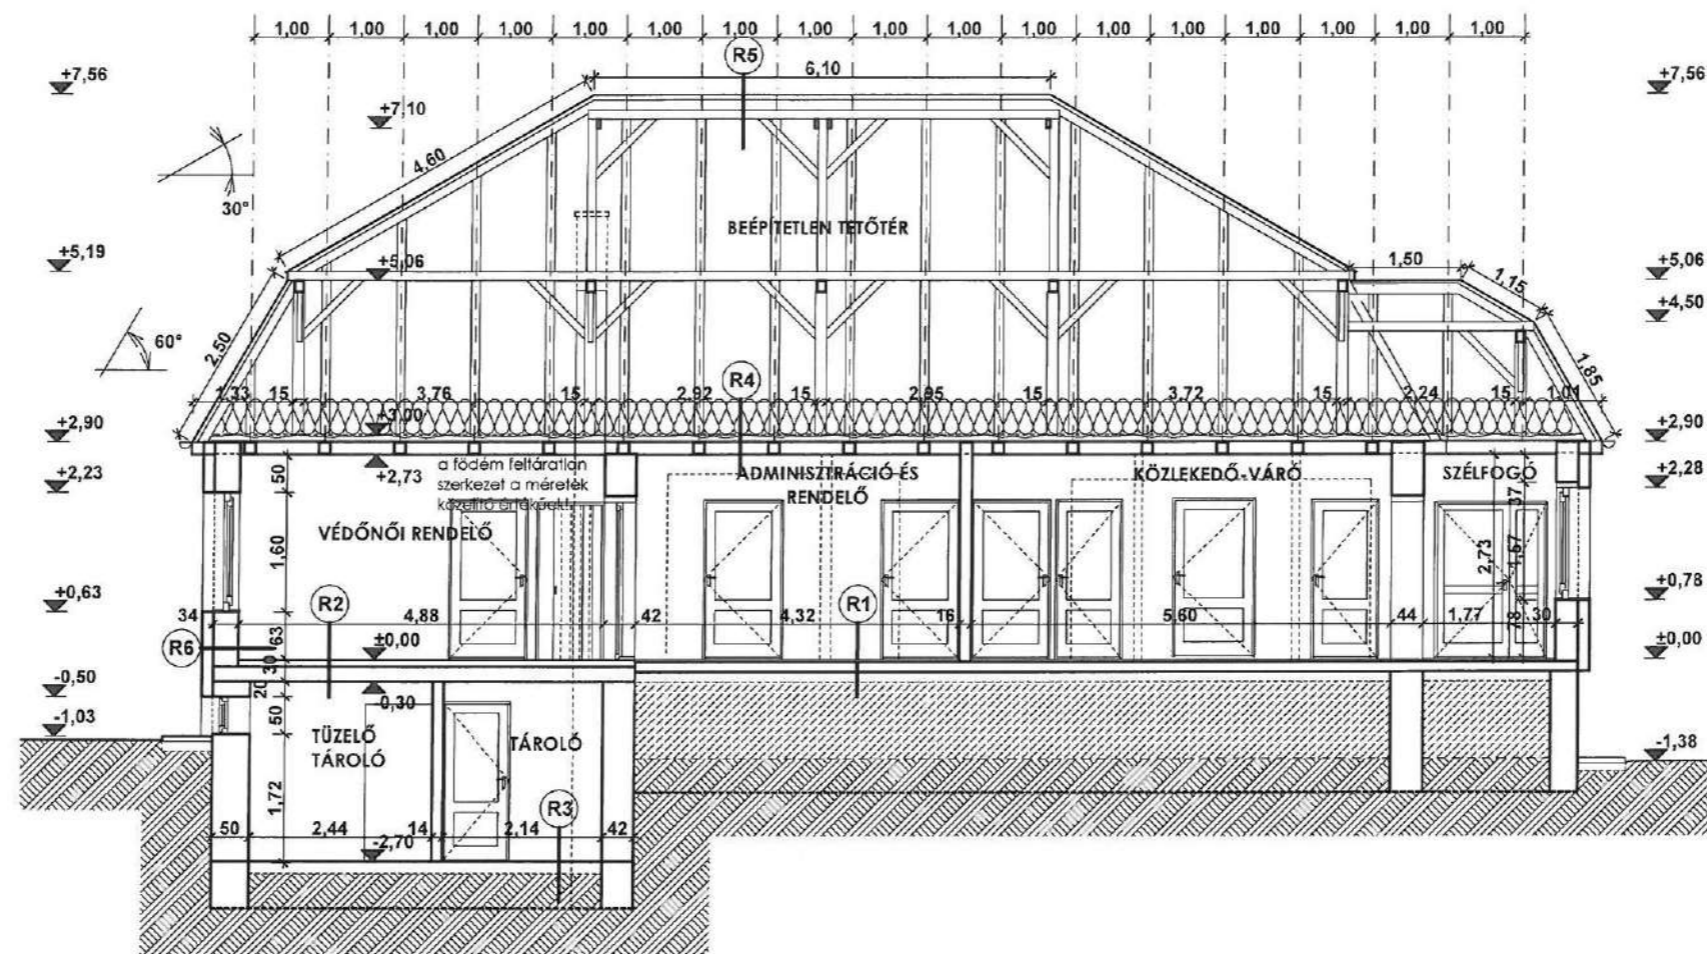 1,00 1,00 1,00 1,00 1,00 1,00 1,00 1,00 1,00 1,00 1,00 1,00 1,00 1,00 1,00 1,00 1,00
R5
+7,56 6,10 +7,56
+7,10
4,60
30°
BEÉPÍTETLEN TETŐTÉR
+5,19 +5,06 1,50 +5,06
1,15
+4,50
60° 2,50
1,85
R4
1,33 15 3,76 15 2,92 15 2,95 15 3,72 15 2,24 15 1,01
+2,90 +3,00 +2,90
+2,23 50 +2,73 +2,28
a födém feltáratlan
szerkezet a méretek
közelítő értékűek!
ADMINISZTRÁCIÓ ÉS
RENDELŐ
KÖZLEKEDŐ-VÁRÓ
SZÉLFOGÓ
37
VÉDŐNŐI RENDELŐ
1,60 2,73 1,57
+0,63 +0,78
R2 R1
34 4,88 42 4,32 16 5,60 44 1,77 78 30
R6 63 ±0,00 ±0,00
30
-0,50 20 -0,30
-1,03 50
TÜZELŐ
TÁROLÓ
TÁROLÓ
-1,38
1,72
R3
50 2,44 14 2,14 42
-2,70